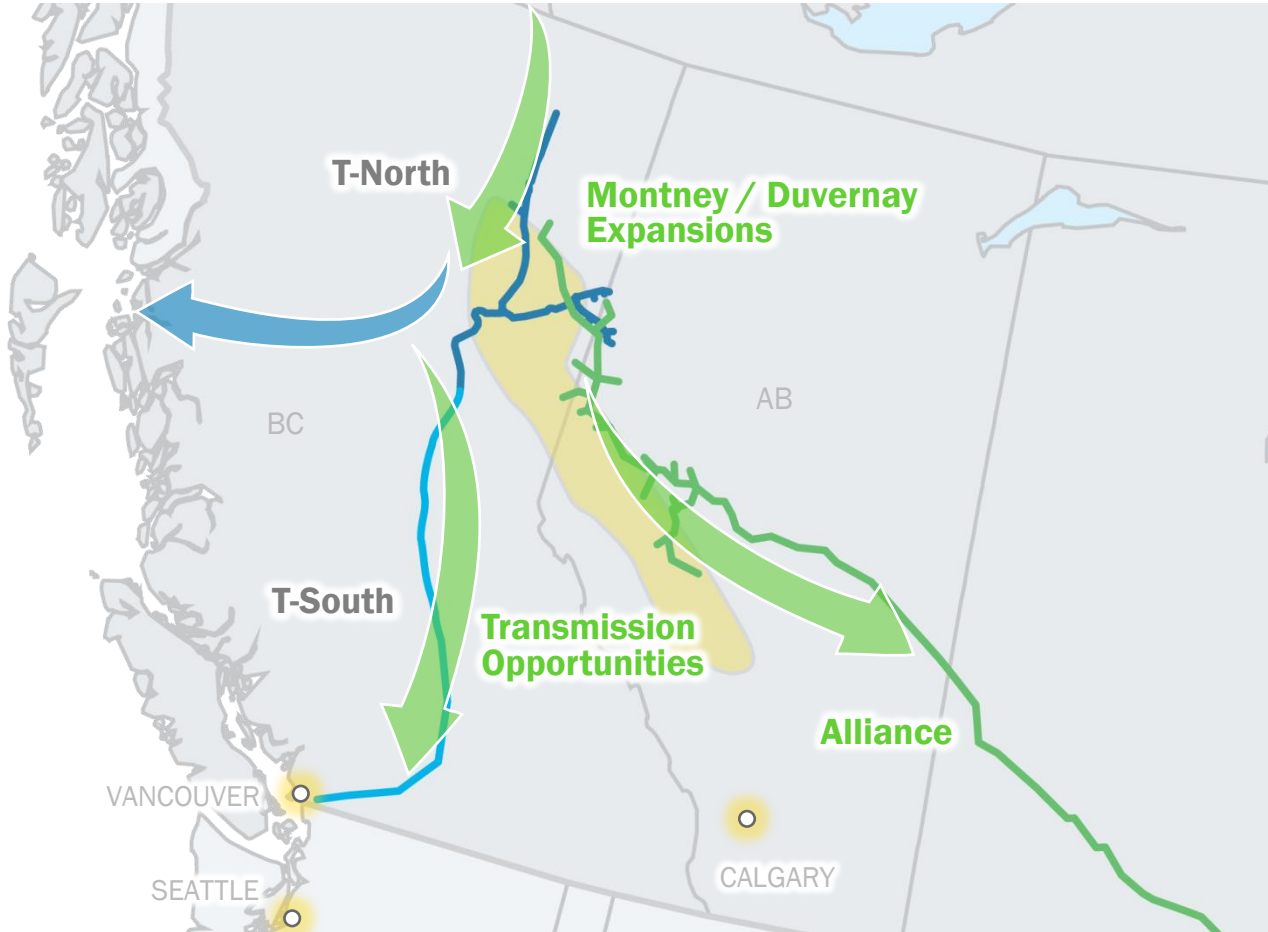 T-North
Montney / Duvernay
Expansions
BC
AB
T-South
Transmission
Opportunities
Alliance
VANCOUVER
CALGARY
SEATTLE